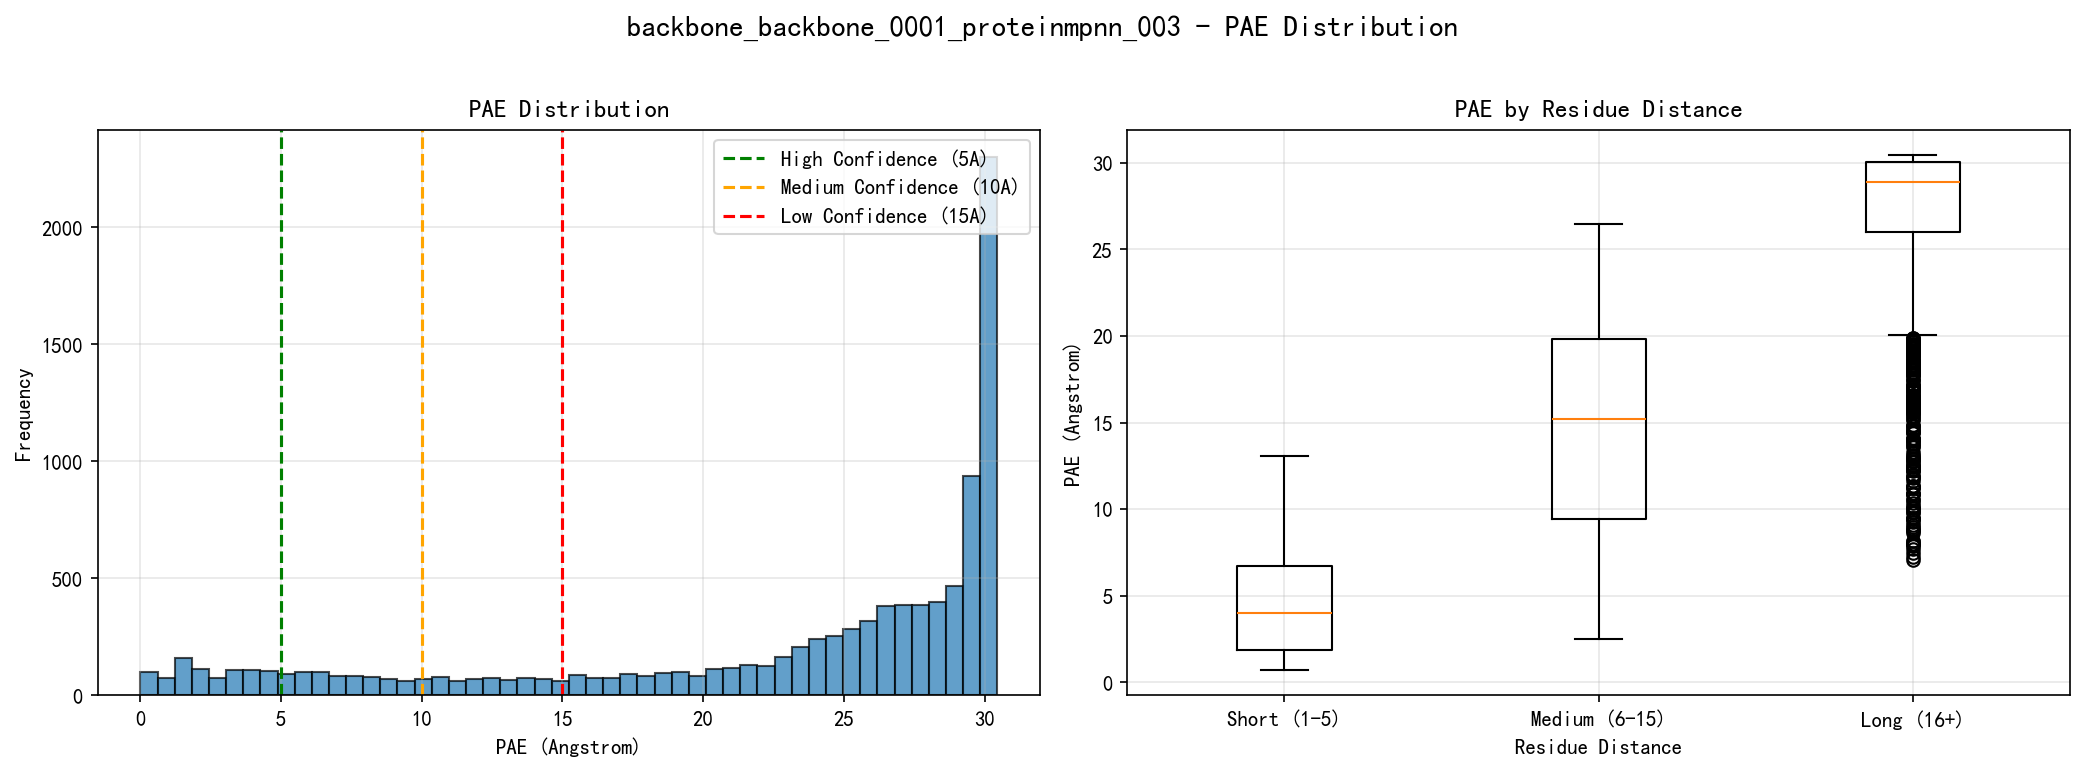 backbone_backbone_0001_proteinmpnn_003 - PAE Distribution
PAE Distribution
High Confidence (5A)
Medium Confidence (10A)
Low Confidence (15A)
Frequency
2000
1500
1000
500
0
0 5 10 15 20 25 30
PAE (Angstrom)
PAE by Residue Distance
PAE (Angstrom)
30
25
20
15
10
5
0
Short (1-5) Medium (6-15) Long (16+)
Residue Distance